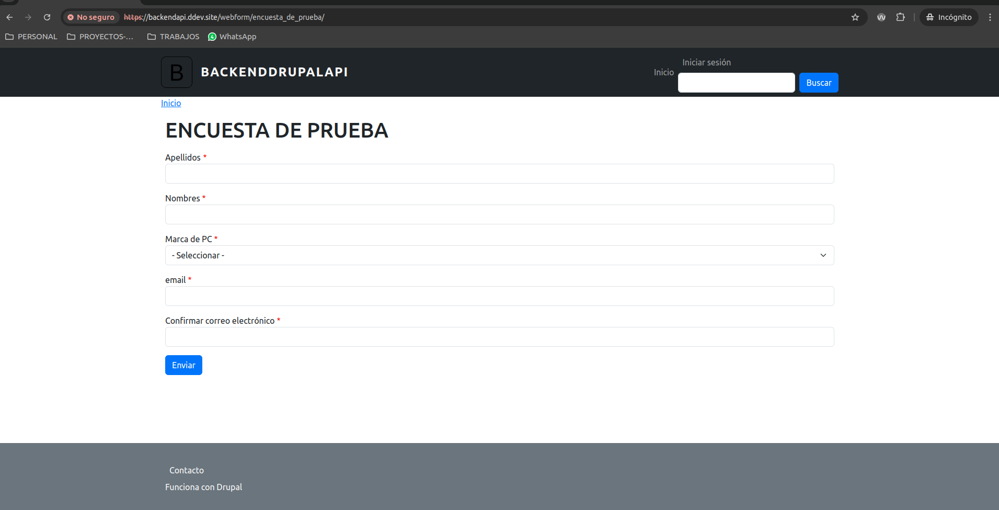 No seguro https://backendapi.ddev.site/webform/encuesta_de_prueba/ Incógnito
PERSONAL PROYECTOS-... TRABAJOS 4 WhatsApp
B BACKENDDRUPALAPI
Iniciar sesión
Inicio
Buscar
Inicio
ENCUESTA DE PRUEBA
Apellidos *
Nombres *
Marca de PC *
- Seleccionar -
email *
Confirmar correo electrónico *
Enviar
Contacto
Funciona con Drupal